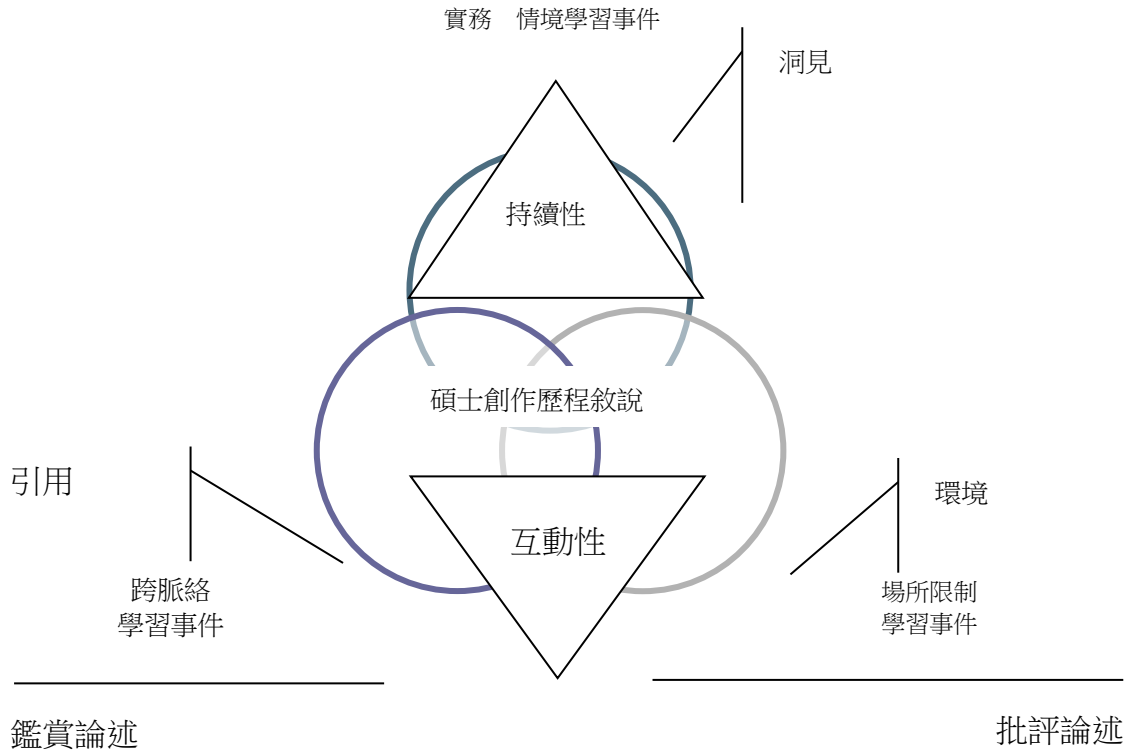 實務　情境學習事件
洞見
持續性
碩士創作歷程敘說
引用
環境
互動性
跨脈絡
學習事件
場所限制
學習事件
鑑賞論述
批評論述